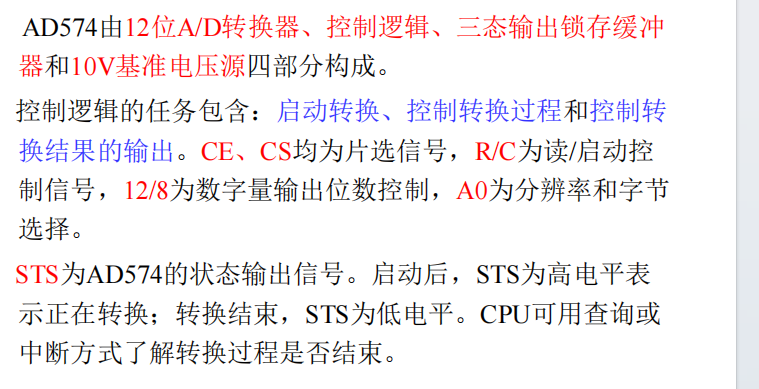 AD574由12位A/D转换器、控制逻辑、三态输出锁存缓冲
器和10V基准电压源四部分构成。
控制逻辑的任务包含：启动转换、控制转换过程和控制转
换结果的输出。CE、CS均为片选信号，R/C为读/启动控
制信号，12/8为数字量输出位数控制，A0为分辨率和字节
选择。
STS为AD574的状态输出信号。启动后，STS为高电平表
示正在转换；转换结束，STS为低电平。CPU可用查询或
中断方式了解转换过程是否结束。